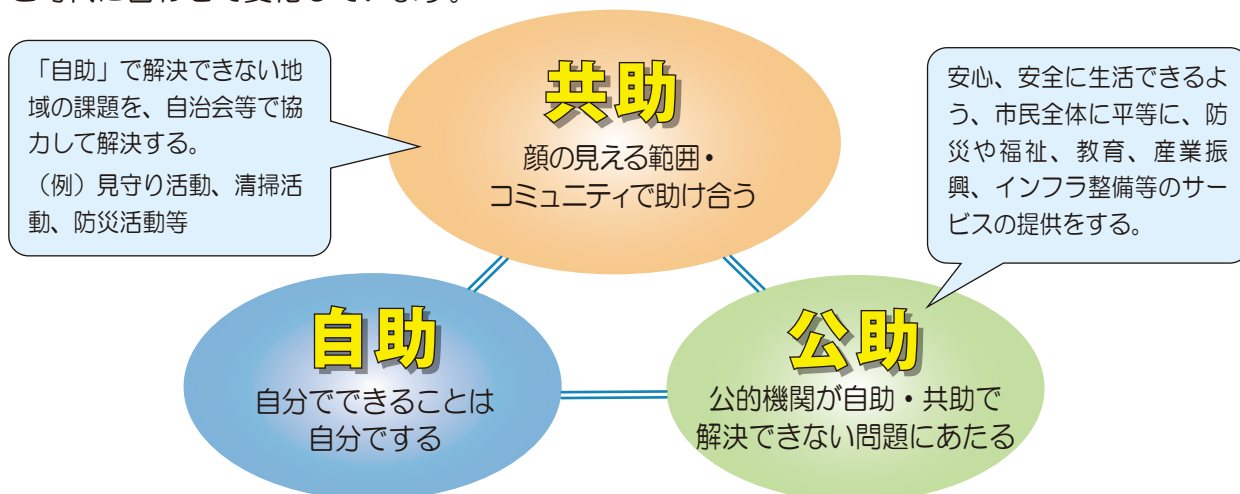 「自助」で解決できない地
域の課題を、自治会等で協
力して解決する。
（例）見守り活動、清掃活
動、防災活動等
共助
顔の見える範囲・
コミュニティで助け合う
安心、安全に生活できるよ
う、市民全体に平等に、防
災や福祉、教育、産業振
興、インフラ整備等のサー
ビスの提供をする。
自助
自分でできることは
自分でする
公助
公的機関が自助・共助で
解決できない問題にあたる